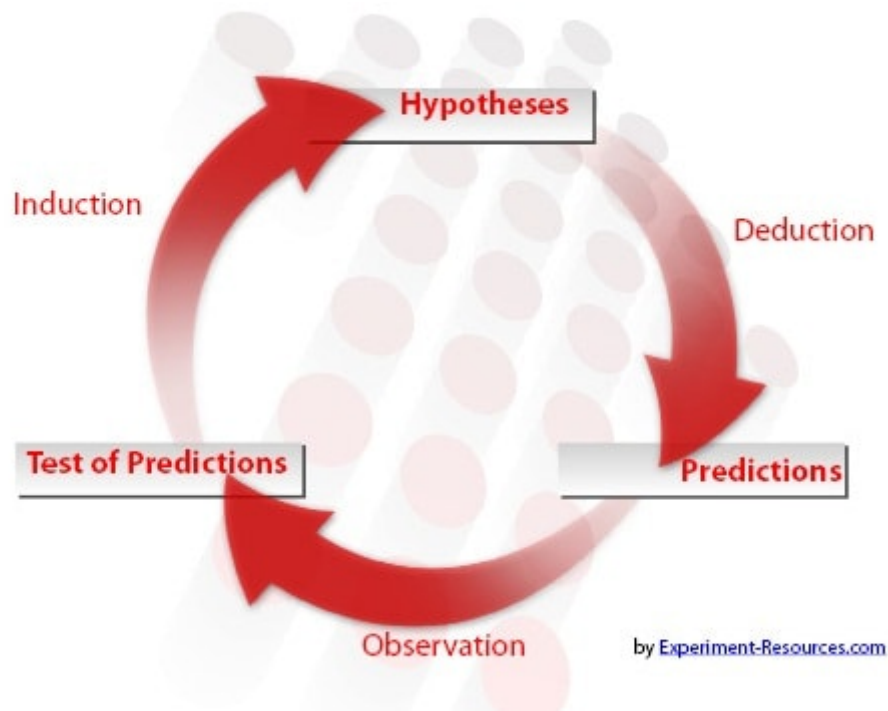 Hypotheses
Induction
Deduction
Test of Predictions
Predictions
Observation
by Experiment-Resources.com